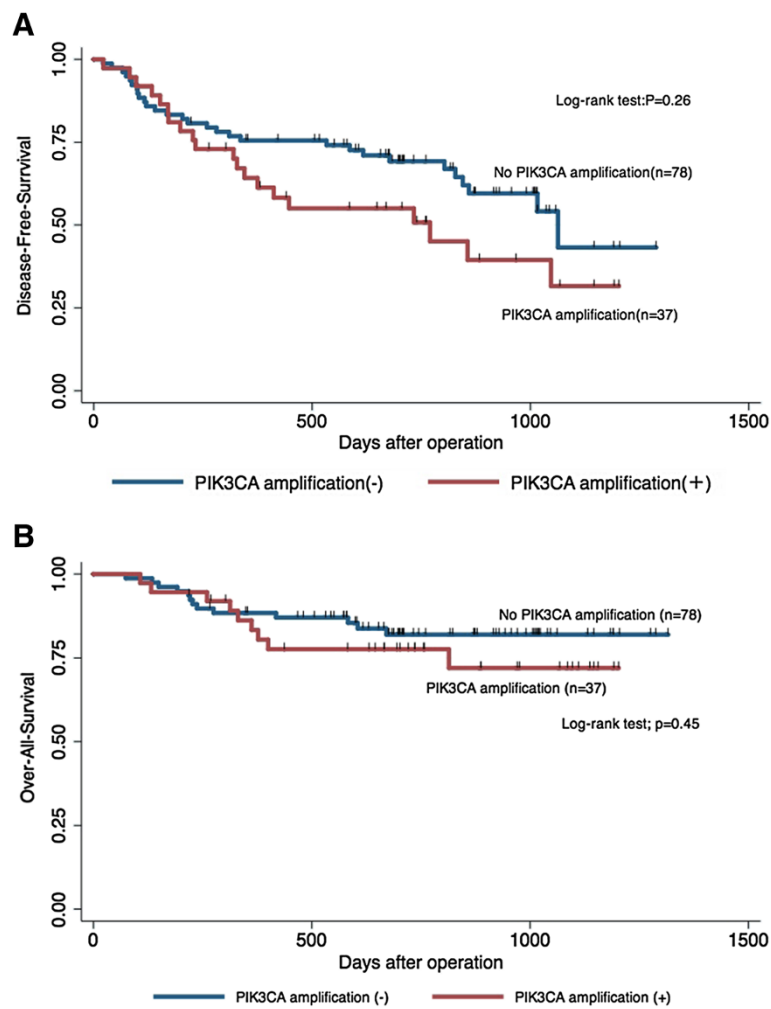 A
1.00
0.75
0.50
0.25
0.00
Disease-Free-Surrvival
Log-rank test:P=0.26
No PIK3CA amplification(n=78)
PIK3CA amplification(n=37)
0 500 1000 1500
Days after operation
PIK3CA amplification(-) PIK3CA amplification(+)
B
1.00
0.75
0.50
0.25
0.00
Over-All-Survival
No PIK3CA amplification (n=78)
PIK3CA amplification (n=37)
Log-rank test; p=0.45
0 500 1000 1500
Days after operation
PIK3CA amplification (-) PIK3CA amplification (+)